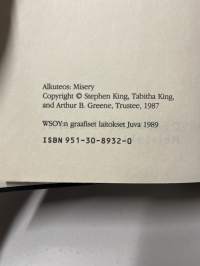 Alkuteos: Misery
Copyright © Stephen King, Tabitha King,
and Arthur B. Greene, Trustee, 1987
WSOY:n graafiset laitokset Juva 1989
ISBN 951-30-8932-0